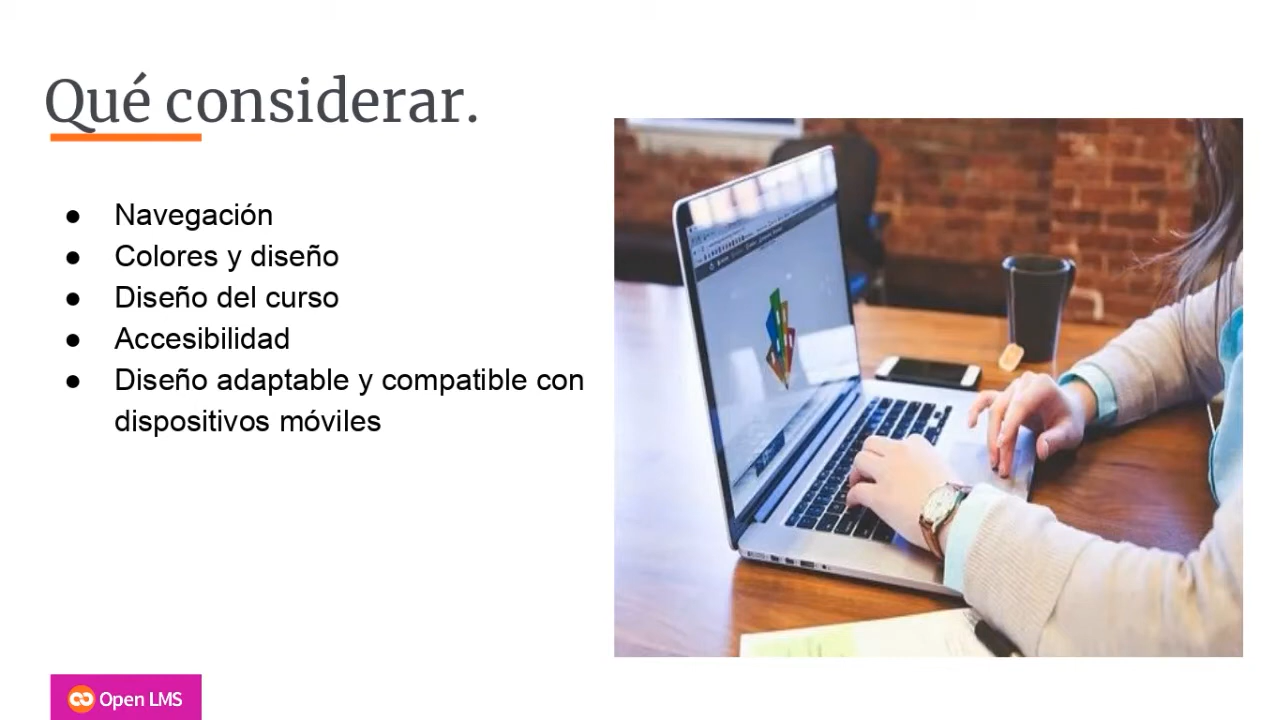 Qué considerar.
● Navegación
● Colores y diseño
● Diseño del curso
● Accesibilidad
● Diseño adaptable y compatible con
dispositivos móviles
Open LMS